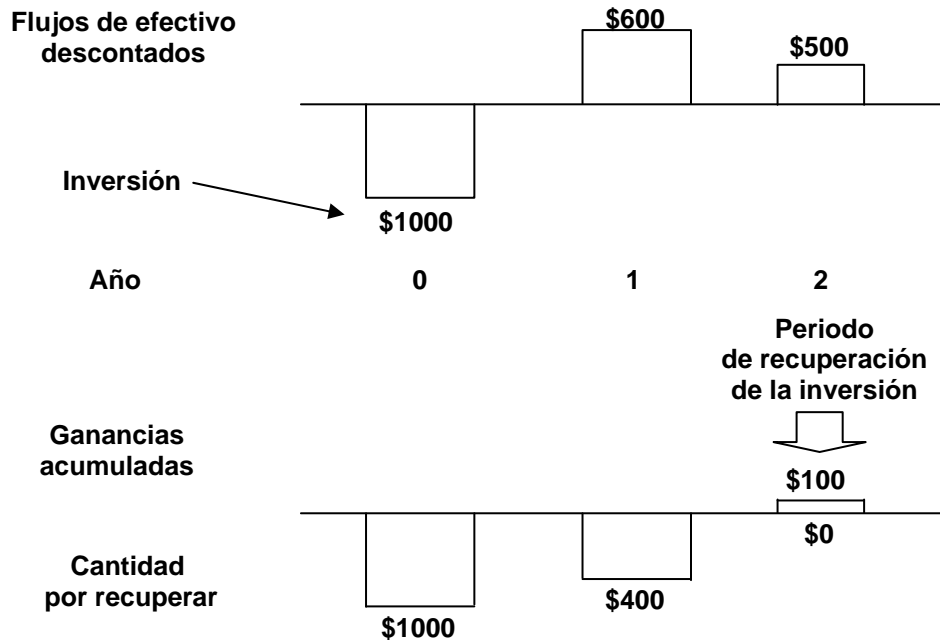 Flujos de efectivo
descontados
$600
$500
Inversión
$1000
Año
0
1
2
Periodo
de recuperación
de la inversión
Ganancias
acumuladas
$100
$0
Cantidad
por recuperar
$400
$1000